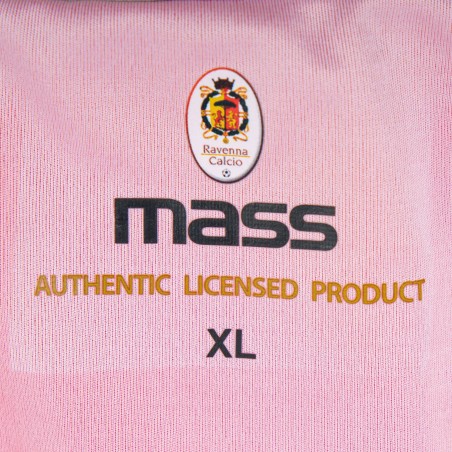 Ravenna
Calcio
mass
AUTHENTIC LICENSED PRODUCT
XL